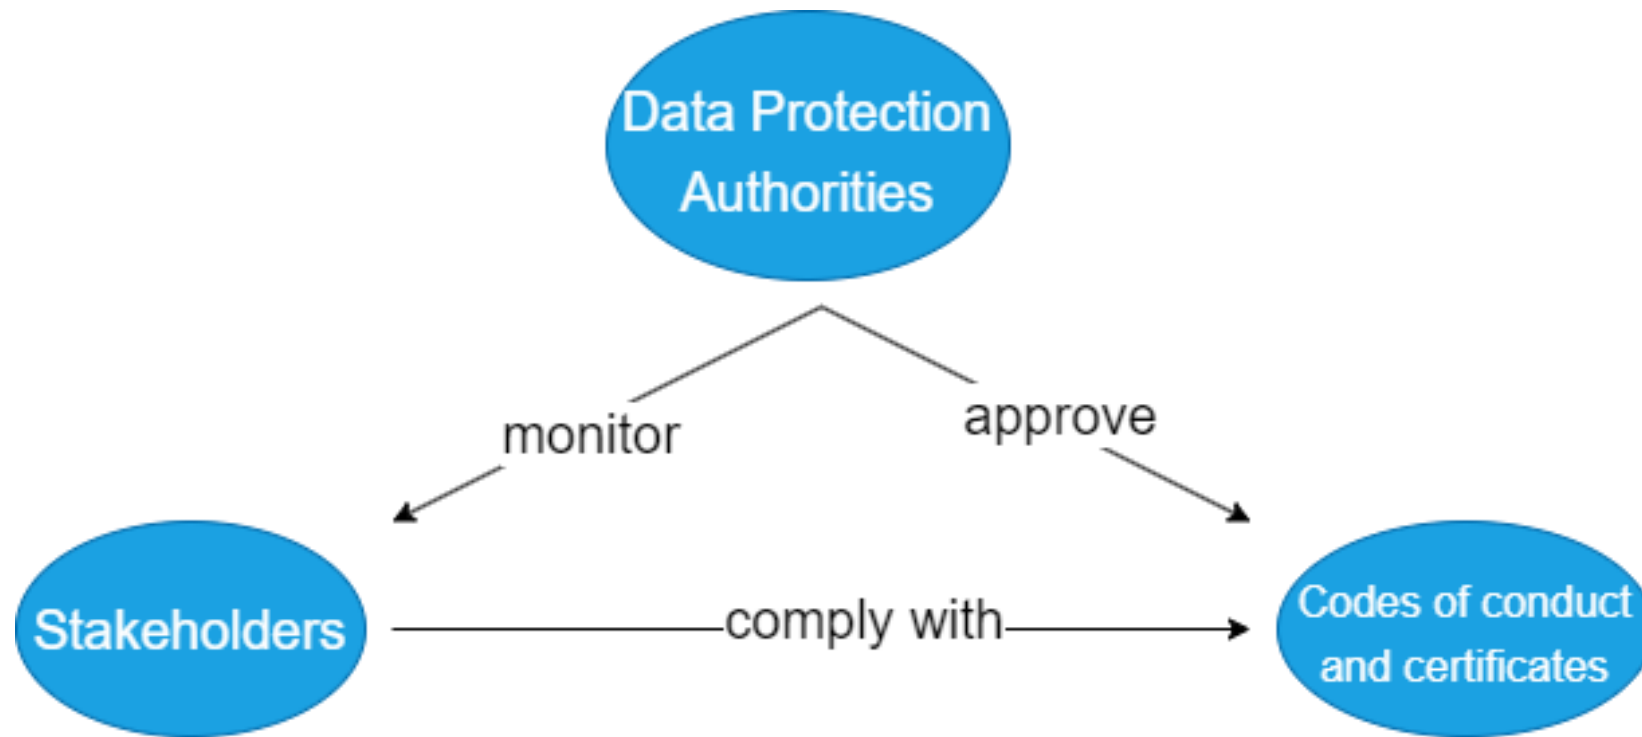 Data Protection
Authorities
monitor
approve
Stakeholders
comply with
Codes of conduct
and certificates